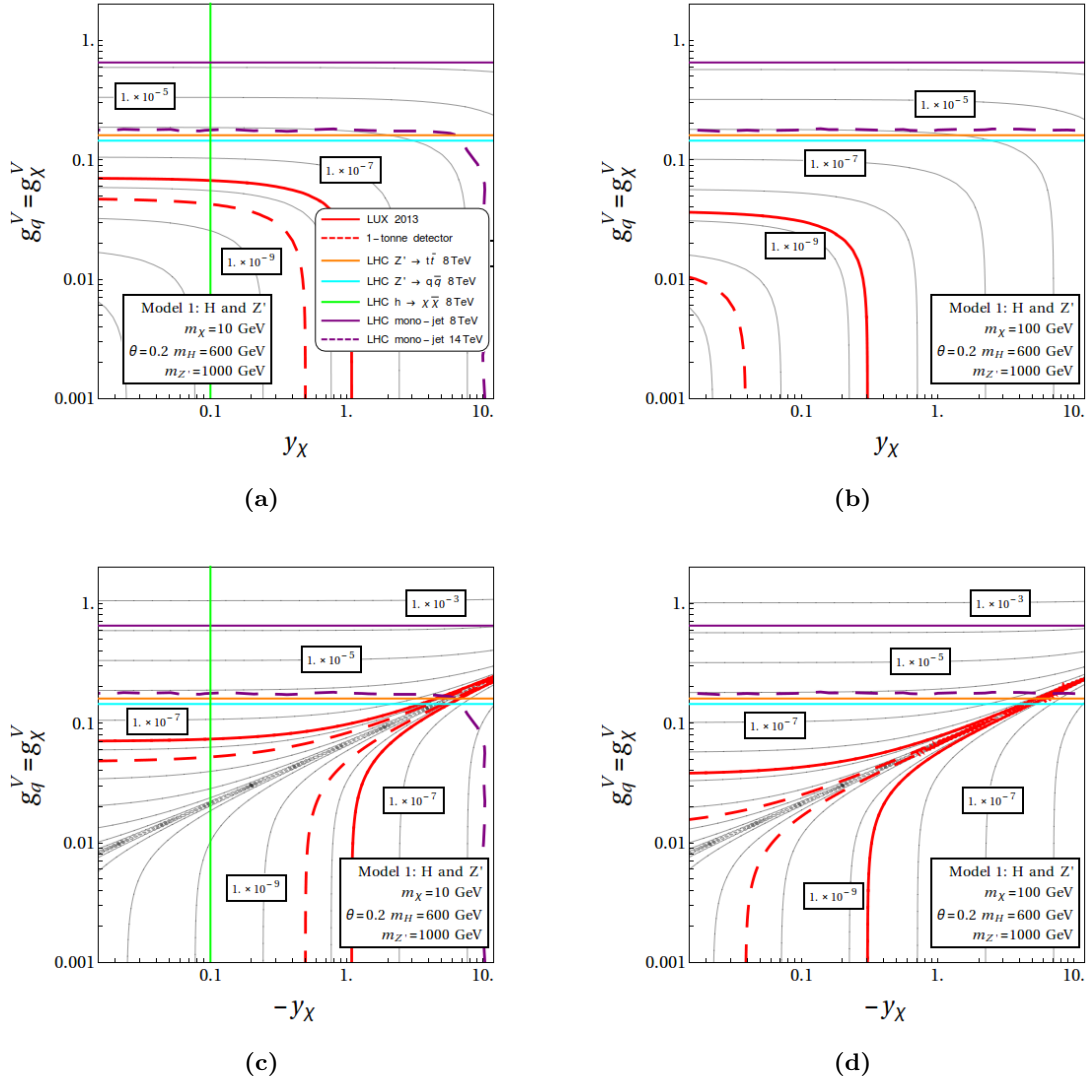 1.
0.1
0.01
0.001
g_q^V = g_χ^V
1. × 10^-5
1. × 10^-7
1. × 10^-9
LUX 2013
1-tonne detector
LHC Z' → t t̄ 8 TeV
LHC Z' → q q̄ 8 TeV
LHC h → χ χ̄ 8 TeV
LHC mono-jet 8 TeV
LHC mono-jet 14 TeV
Model 1: H and Z'
m_χ = 10 GeV
θ = 0.2 m_H = 600 GeV
m_Z' = 1000 GeV
0.1 1. 10.
y_χ
(a)
1.
0.1
0.01
0.001
g_q^V = g_χ^V
1. × 10^-5
1. × 10^-7
1. × 10^-9
Model 1: H and Z'
m_χ = 100 GeV
θ = 0.2 m_H = 600 GeV
m_Z' = 1000 GeV
0.1 1. 10.
y_χ
(b)
1.
0.1
0.01
0.001
g_q^V = g_χ^V
1. × 10^-3
1. × 10^-5
1. × 10^-7
1. × 10^-7
1. × 10^-9
Model 1: H and Z'
m_χ = 10 GeV
θ = 0.2 m_H = 600 GeV
m_Z' = 1000 GeV
0.1 1. 10.
-y_χ
(c)
1.
0.1
0.01
0.001
g_q^V = g_χ^V
1. × 10^-3
1. × 10^-5
1. × 10^-7
1. × 10^-7
1. × 10^-9
Model 1: H and Z'
m_χ = 100 GeV
θ = 0.2 m_H = 600 GeV
m_Z' = 1000 GeV
0.1 1. 10.
-y_χ
(d)